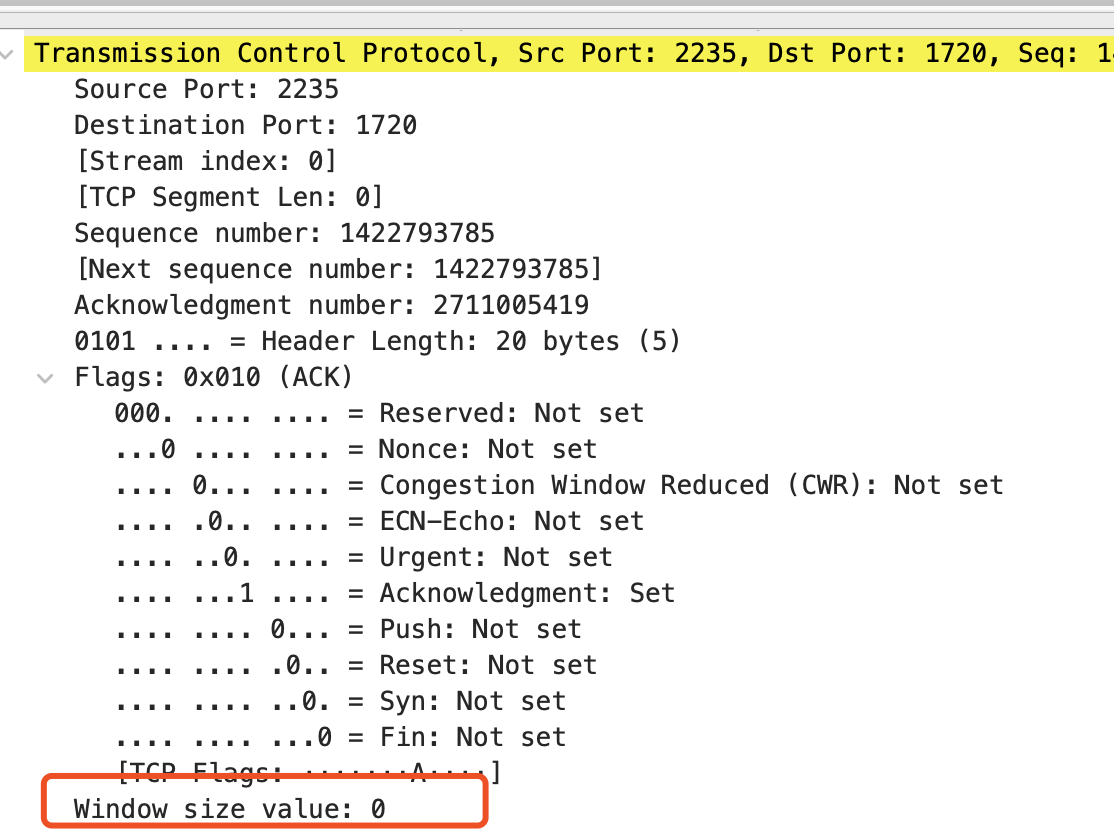 Transmission Control Protocol, Src Port: 2235, Dst Port: 1720, Seq:
Source Port: 2235
Destination Port: 1720
[Stream index: 0]
[TCP Segment Len: 0]
Sequence number: 1422793785
[Next sequence number: 1422793785]
Acknowledgment number: 2711005419
0101 .... = Header Length: 20 bytes (5)
Flags: 0x010 (ACK)
000. .... .... = Reserved: Not set
...0 .... .... = Nonce: Not set
.... 0... .... = Congestion Window Reduced (CWR): Not set
.... .0.. .... = ECN-Echo: Not set
.... ..0. .... = Urgent: Not set
.... ...1 .... = Acknowledgment: Set
.... .... 0... = Push: Not set
.... .... .0.. = Reset: Not set
.... .... ..0. = Syn: Not set
.... .... ...0 = Fin: Not set
[TCP Flags: ·······A····]
Window size value: 0